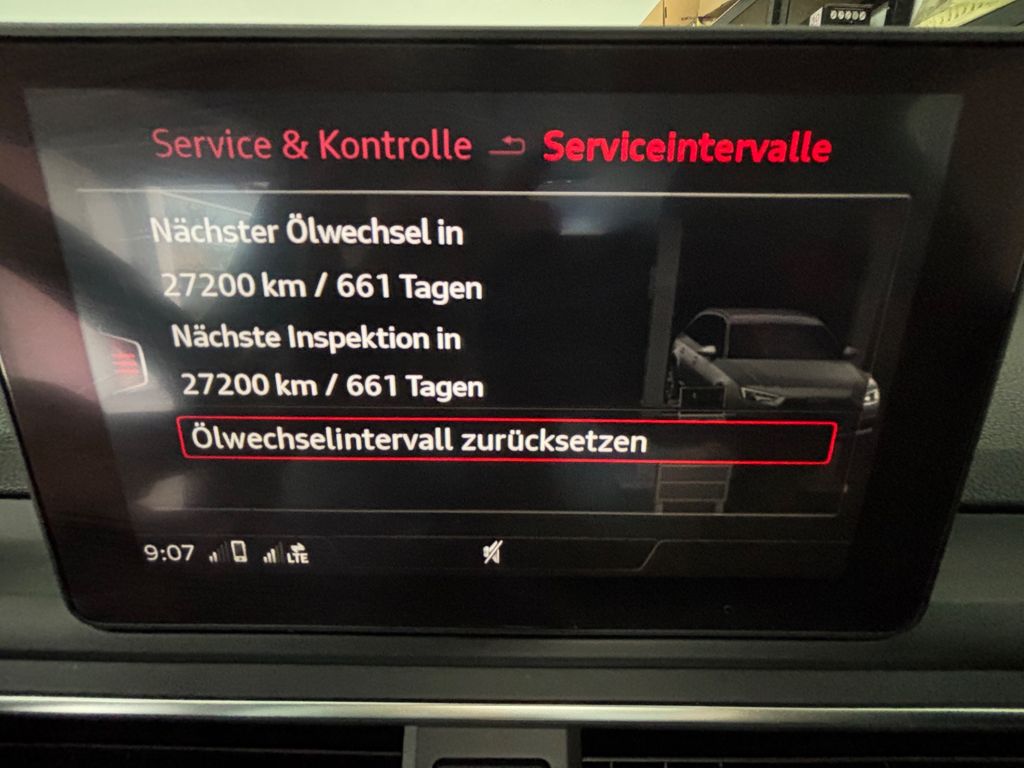 Service & Kontrolle Serviceintervalle
Nächster Ölwechsel in
27200 km / 661 Tagen
Nächste Inspektion in
27200 km / 661 Tagen
Ölwechselintervall zurücksetzen
9:07 LTE